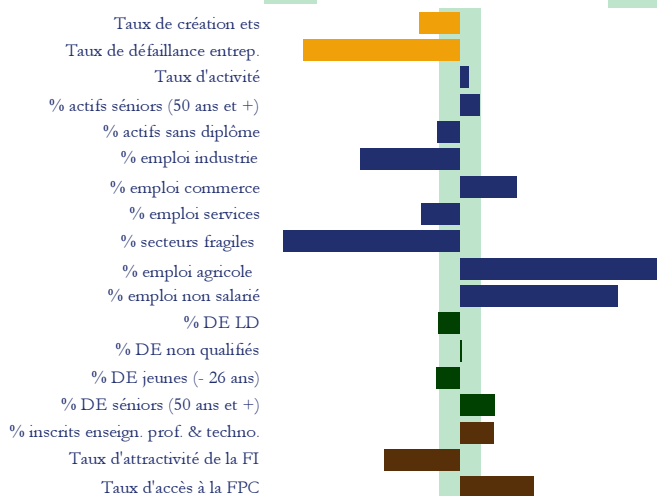 Taux de création ets
Taux de défaillance entrep.
Taux d'activité
% actifs séniors (50 ans et +)
% actifs sans diplôme
% emploi industrie
% emploi commerce
% emploi services
% secteurs fragiles
% emploi agricole
% emploi non salarié
% DE LD
% DE non qualifiés
% DE jeunes (- 26 ans)
% DE séniors (50 ans et +)
% inscrits enseign. prof. & techno.
Taux d'attractivité de la FI
Taux d'accès à la FPC